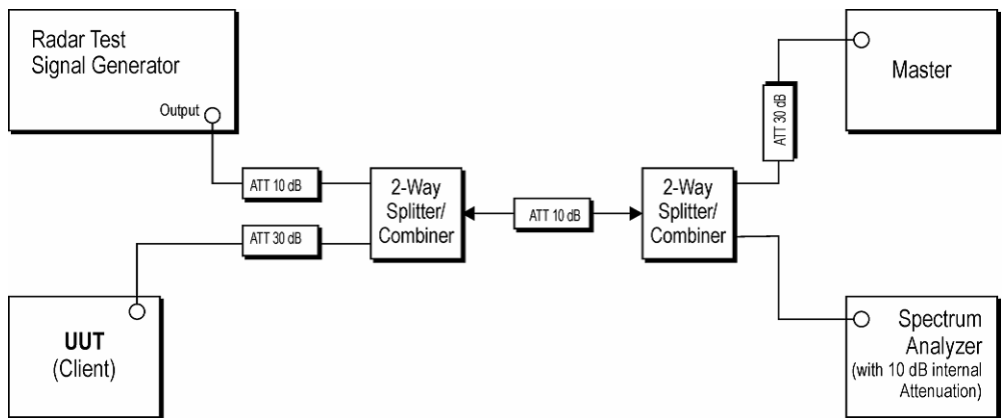 Radar Test
Signal Generator
Output
ATT 10 dB
ATT 30 dB
2-Way
Splitter/
Combiner
ATT 10 dB
2-Way
Splitter/
Combiner
ATT 30 dB
Master
UUT
(Client)
Spectrum
Analyzer
(with 10 dB internal
Attenuation)